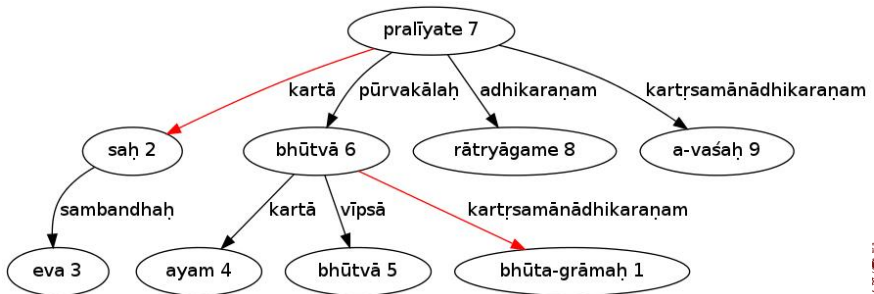 pralīyate 7
kartā pūrvakālaḥ adhikaraṇam kartṛsamānādhikaraṇam
saḥ 2 bhūtvā 6 rātryāgame 8 a-vaśaḥ 9
sambandhaḥ kartā vīpsā kartṛsamānādhikaraṇam
eva 3 ayam 4 bhūtvā 5 bhūta-grāmaḥ 1